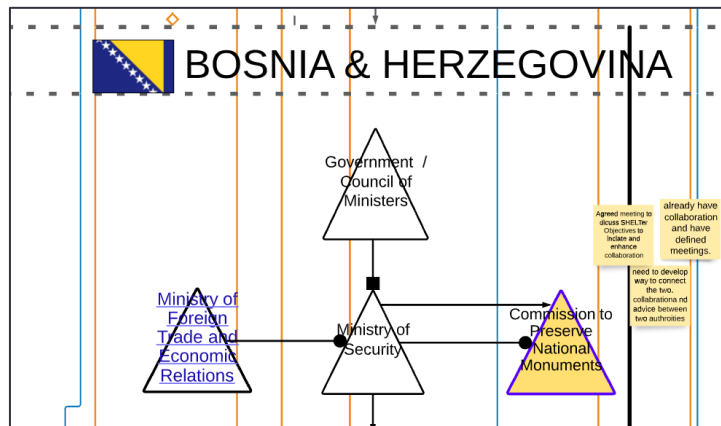 BOSNIA & HERZEGOVINA
Government /
Council of
Ministers
Agreed meeting to
dicuss SHELTer
Objectives to
inclate and
enhance
collaboration
already have
collaboration
and have
defined
meetings.
need to develop
way to connect
the two.
collaborationa nd
advice between
two authroities
Ministry of
Foreign
Trade and
Economic
Relations
Ministry of
Security
Commission to
Preserve
National
Monuments